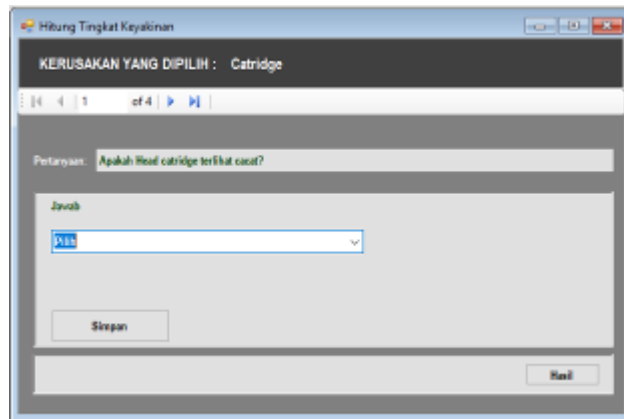 Hitung Tingkat Keyakinan
KERUSAKAN YANG DIPILIH : Catridge
1 of 4
Pertanyaan: Apakah Head catridge terlihat cacat?
Jawab
Pilih
Simpan
Hasil